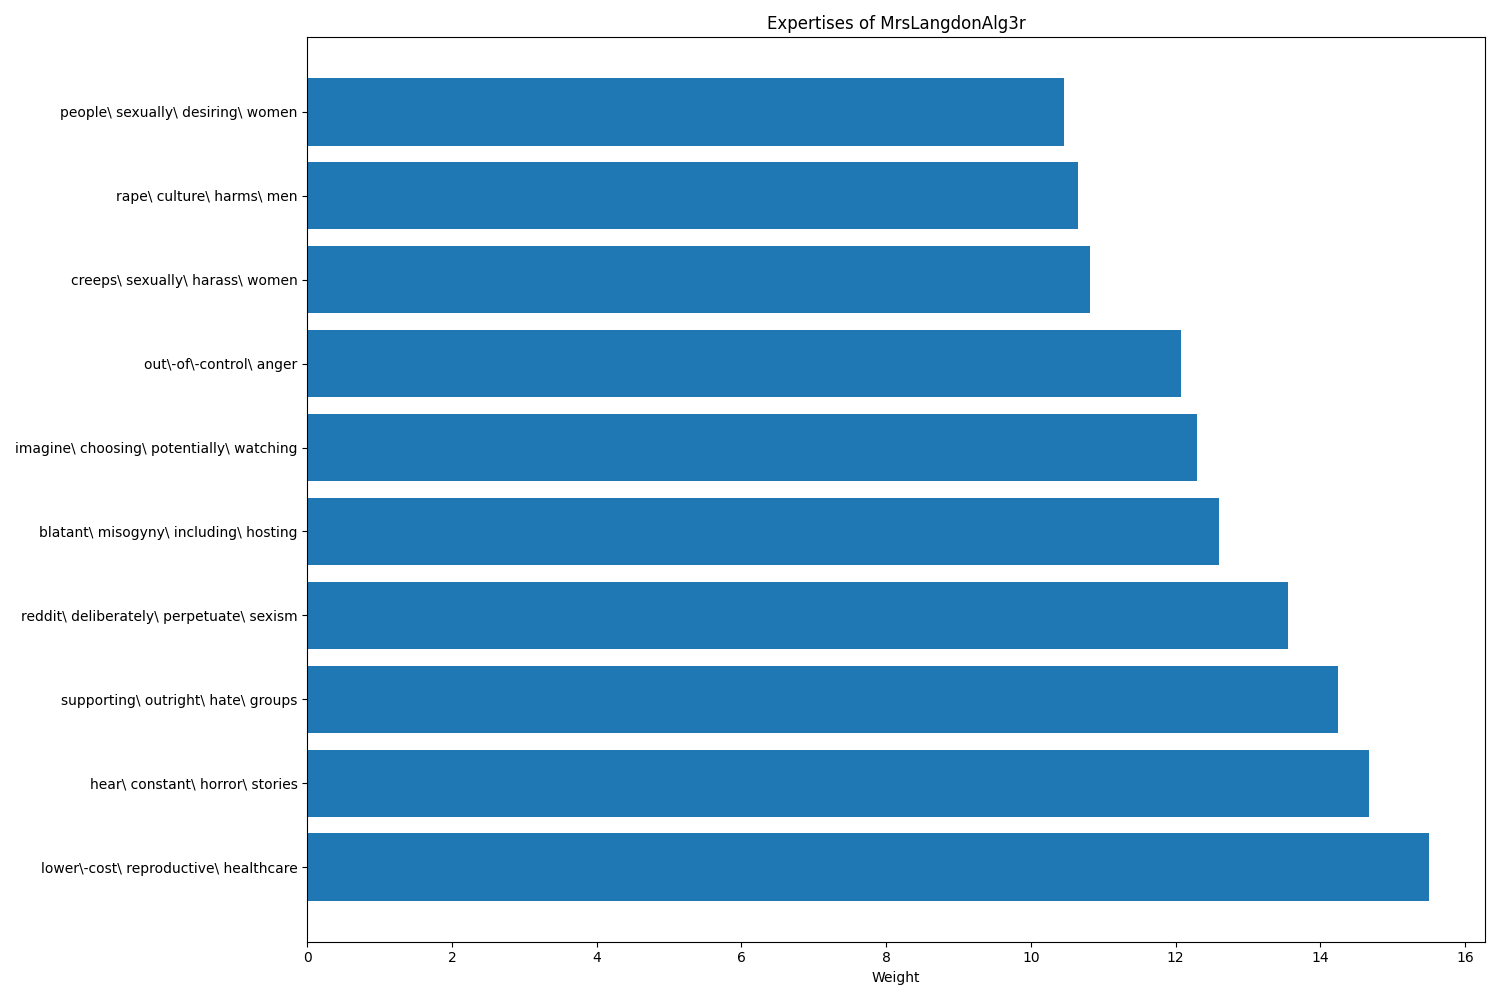 Expertises of MrsLangdonAlg3r
people\ sexually\ desiring\ women
rape\ culture\ harms\ men
creeps\ sexually\ harass\ women
out\-of\-control\ anger
imagine\ choosing\ potentially\ watching
blatant\ misogyny\ including\ hosting
reddit\ deliberately\ perpetuate\ sexism
supporting\ outright\ hate\ groups
hear\ constant\ horror\ stories
lower\-cost\ reproductive\ healthcare
0 2 4 6 8 10 12 14 16
Weight